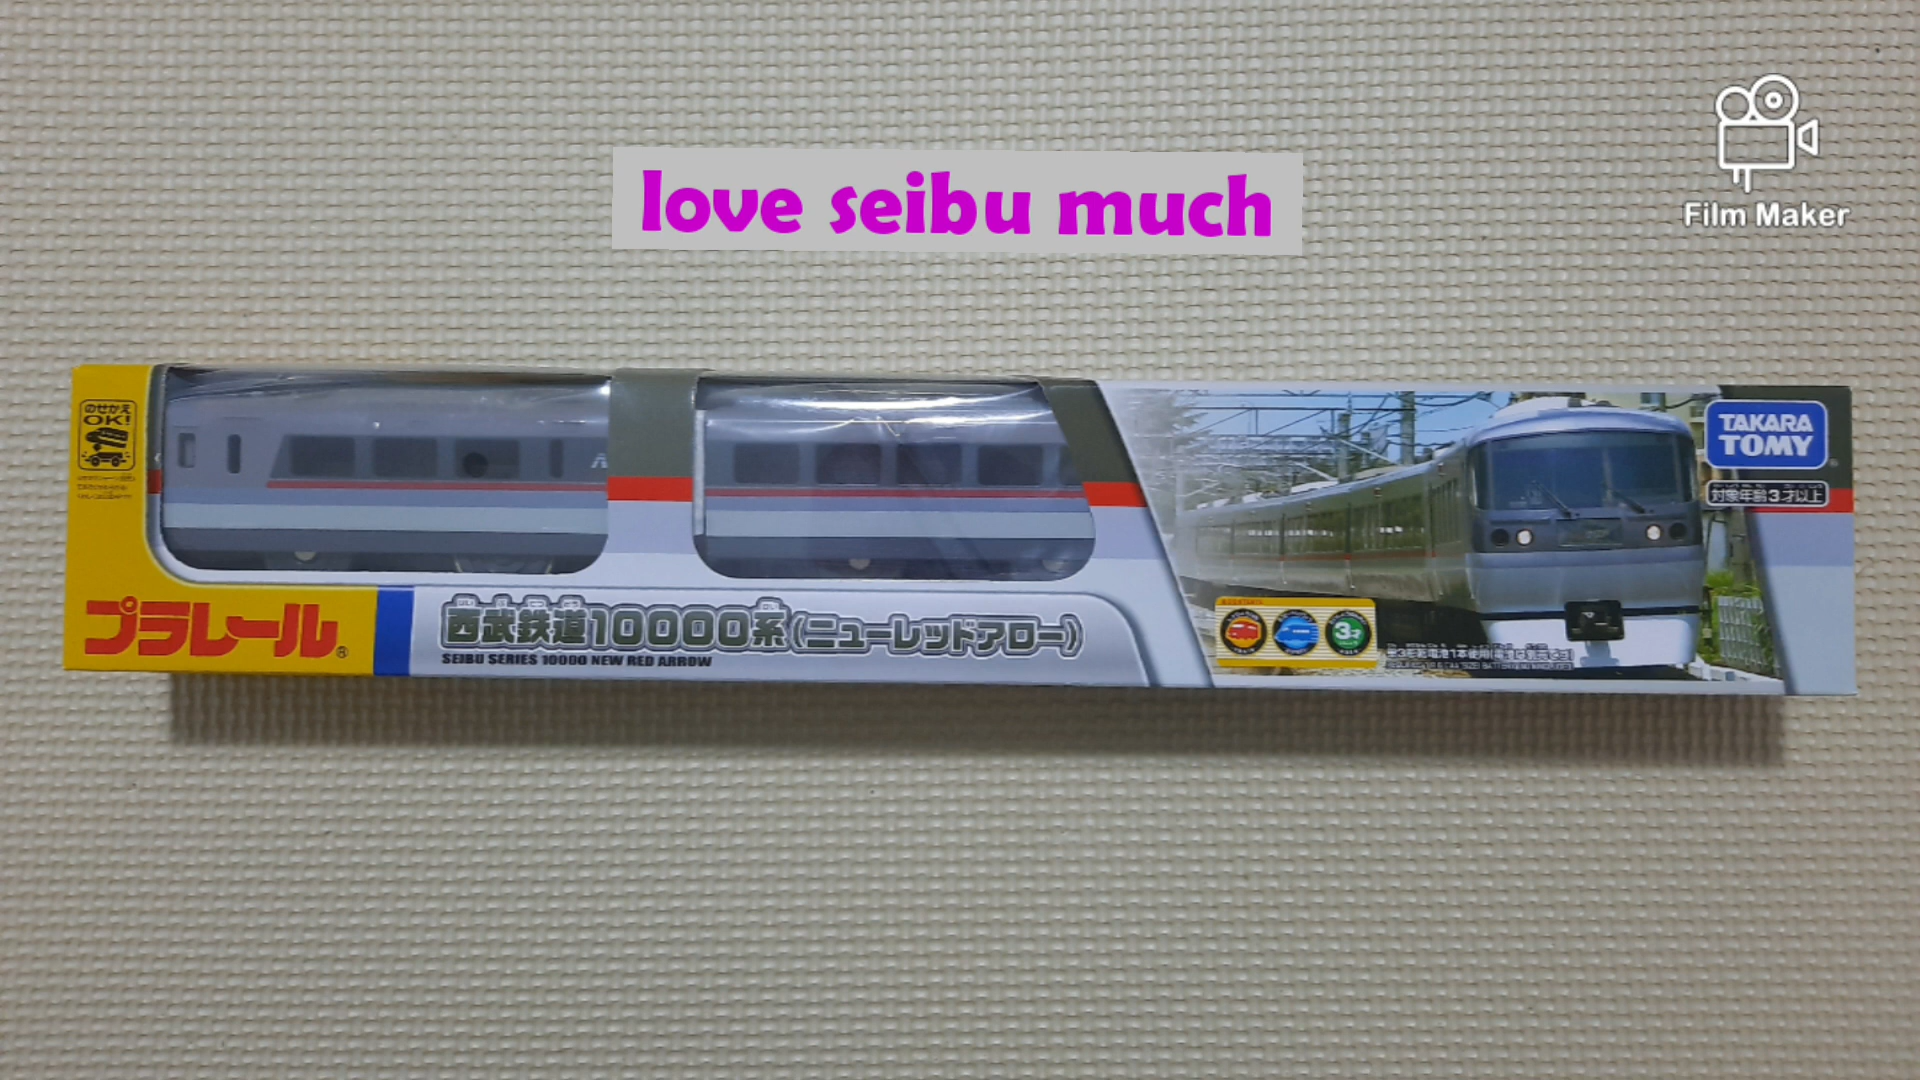 love seibu much
Film Maker
のせかえ
OK!
TAKARA
TOMY
対象年齢3才以上
プラレール®
西武鉄道10000系(ニューレッドアロー)
SEIBU SERIES 10000 NEW RED ARROW